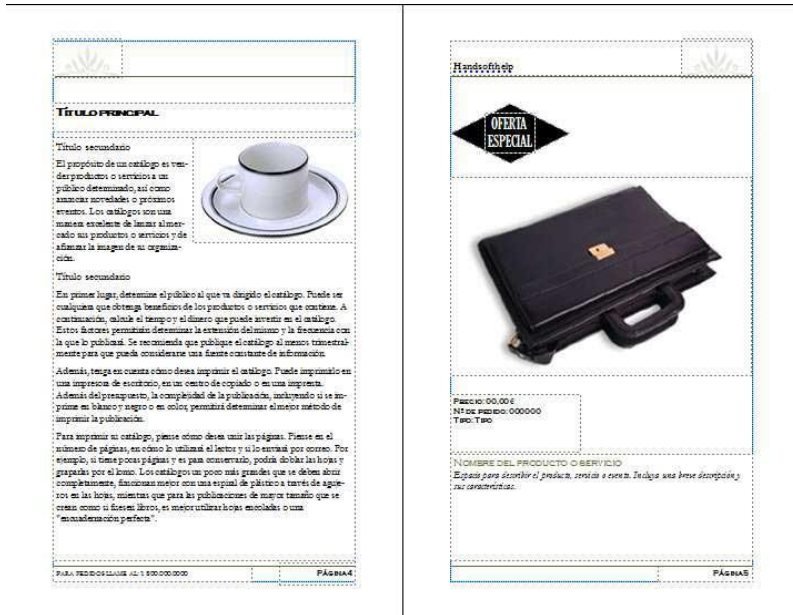 TÍTULO PRINCIPAL
Título secundario
El propósito de un catálogo es ven-
der productos o servicios a un
público determinado, así como
anunciar novedades o próximos
eventos. Los catálogos son una
manera excelente de lanzar al mer-
cado sus productos o servicios y de
afianzar la imagen de su organiza-
ción.
Título secundario
En primer lugar, determine el público al que va dirigido el catálogo. Puede ser
cualquiera que obtenga beneficios de los productos o servicios que contiene. A
continuación, calcule el tiempo y el dinero que puede invertir en el catálogo.
Estos factores permitirán determinar la extensión del mismo y la frecuencia con
la que lo publicará. Se recomienda que publique el catálogo al menos trimestral-
mente para que pueda considerarse una fuente constante de información.
Además, tenga en cuenta cómo desea imprimir el catálogo. Puede imprimirlo en
una impresora de escritorio, en un centro de copiado o en una imprenta.
Además del presupuesto, la complejidad de la publicación, incluyendo si se im-
prime en blanco y negro o en color, permitirá determinar el mejor método de
imprimir la publicación.
Para imprimir su catálogo, piense cómo desea unir las páginas. Piense en el
número de páginas, en cómo lo utilizará el lector y si lo enviará por correo. Por
ejemplo, si tiene pocas páginas y es para conservarlo, podría doblar las hojas y
graparlas por el lomo. Los catálogos un poco más grandes que se deben abrir
completamente, funcionan mejor con una espiral de plástico a través de aguje-
ros en las hojas, mientras que para las publicaciones de mayor tamaño que se
crean como si fuesen libros, es mejor utilizar hojas encoladas o una
"encuadernación perfecta".
PARA PEDIDOS LLAME AL: 1 800.000.0000
PÁGINA 4
Handsofthelp
OFERTA
ESPECIAL
PRECIO: 00,00 €
Nº DE PEDIDO: 000000
TIPO: TIPO
NOMBRE DEL PRODUCTO O SERVICIO
Espacio para describir el producto, servicio o evento. Incluya una breve descripción y
sus características.
PÁGINA 5